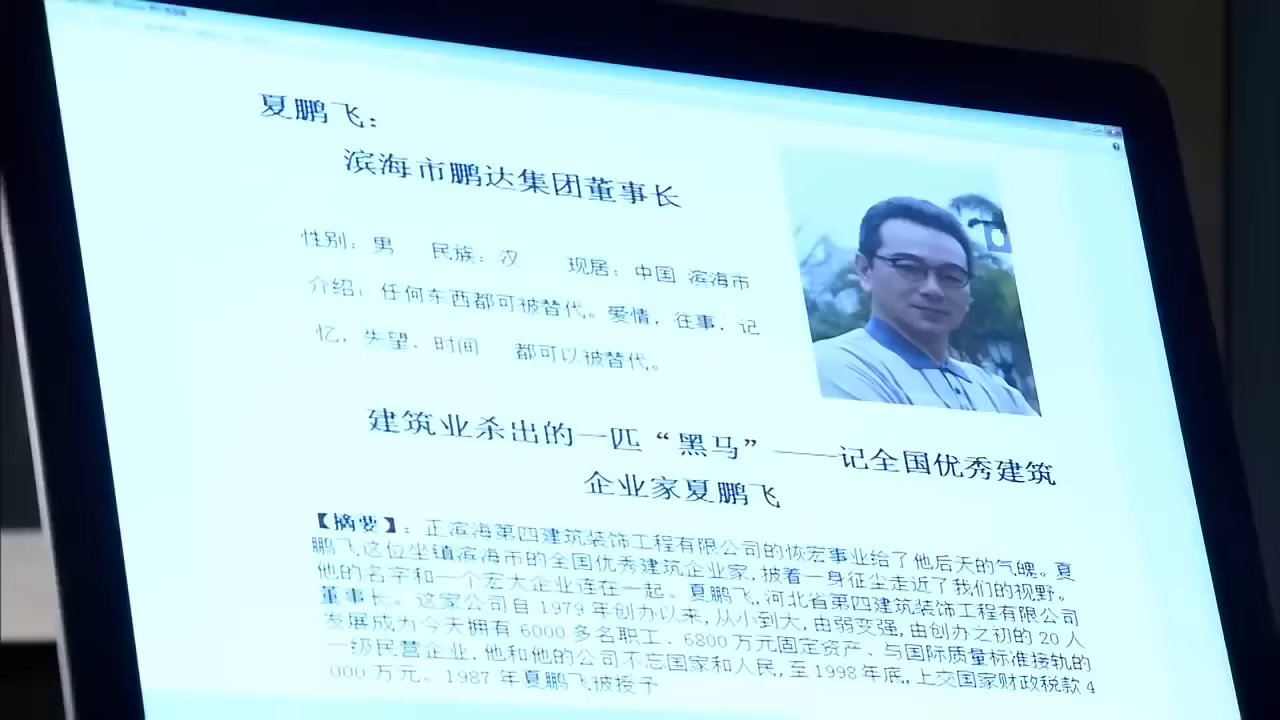 夏鹏飞：
滨海市鹏达集团董事长
性别：男 民族：汉 现居：中国 滨海市
介绍：任何东西都可被替代。爱情，往事，记
忆，失望，时间 都可以被替代。
建筑业杀出的一匹“黑马”——记全国优秀建筑
企业家夏鹏飞
【摘要】：正滨海第四建筑装饰工程有限公司的恢宏事业给了他后天的气魄。夏
鹏飞,这位坐镇滨海市的全国优秀建筑企业家,披着一身征尘走近了我们的视野。
他的名字和一个宏大企业连在一起。夏鹏飞,,河北省第四建筑装饰工程有限公司
董事长。这家公司自1979年创办以来,从小到大,由弱变强,由创办之初的20人
发展成为今天拥有6000多名职工、6800万元固定资产、与国际质量标准接轨的
一级民营企业,他和他的公司不忘国家和人民,至1998年底,,上交国家财政税款4
000万元。1987年夏鹏飞被授予